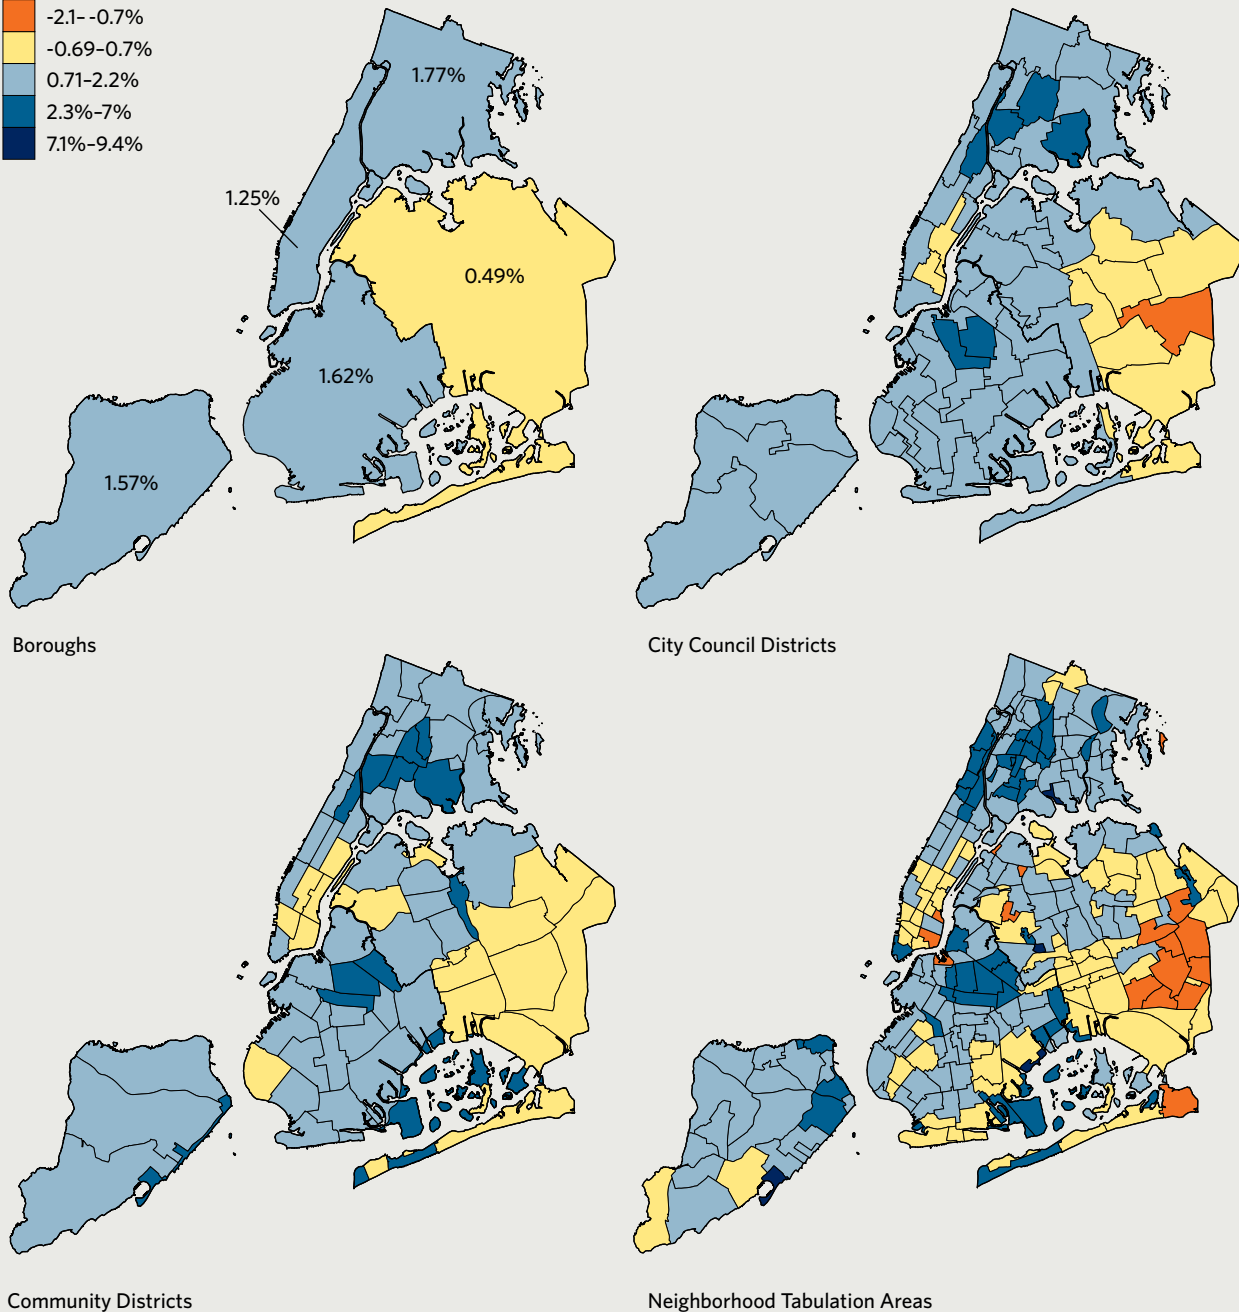 -2.1- -0.7%
-0.69–0.7%
0.71–2.2%
2.3%–7%
7.1%–9.4%
1.77%
1.25%
0.49%
1.62%
1.57%
Boroughs
City Council Districts
Community Districts
Neighborhood Tabulation Areas